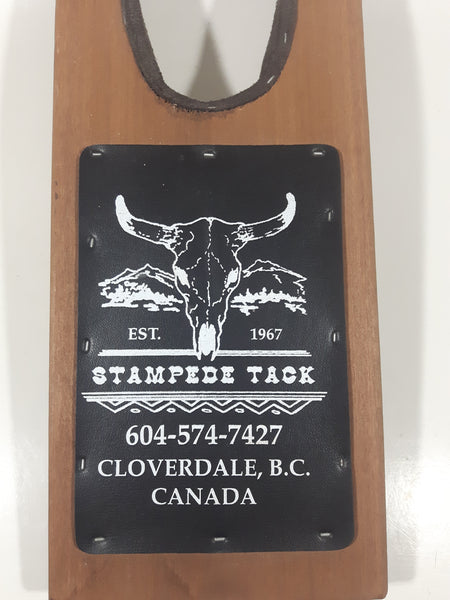 EST. 1967
STAMPEDE TACK
604-574-7427
CLOVERDALE, B.C.
CANADA